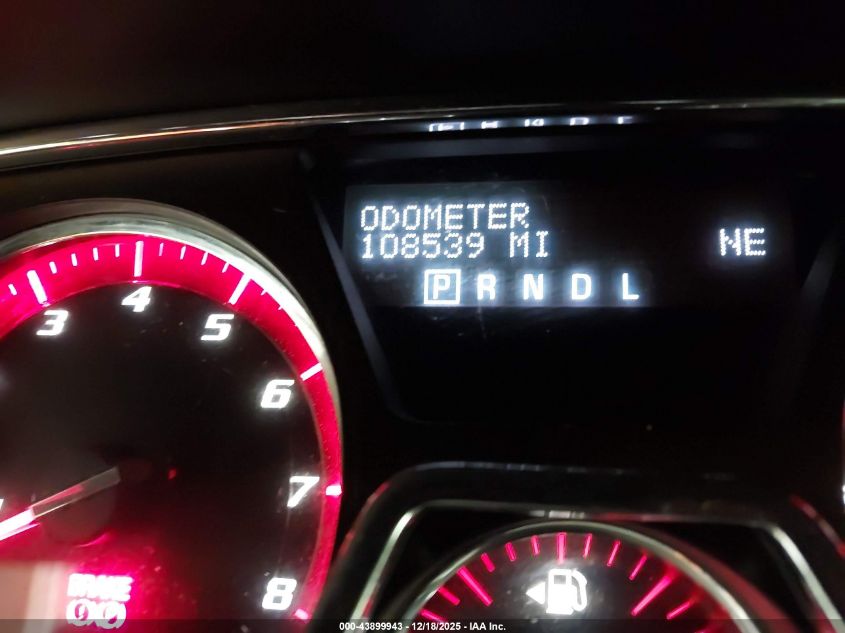 ODOMETER
108539 MI NE
P R N D L
3 4 5 6 7 8
BRAKE
000-43899943 - 12/18/2025 - IAA Inc.